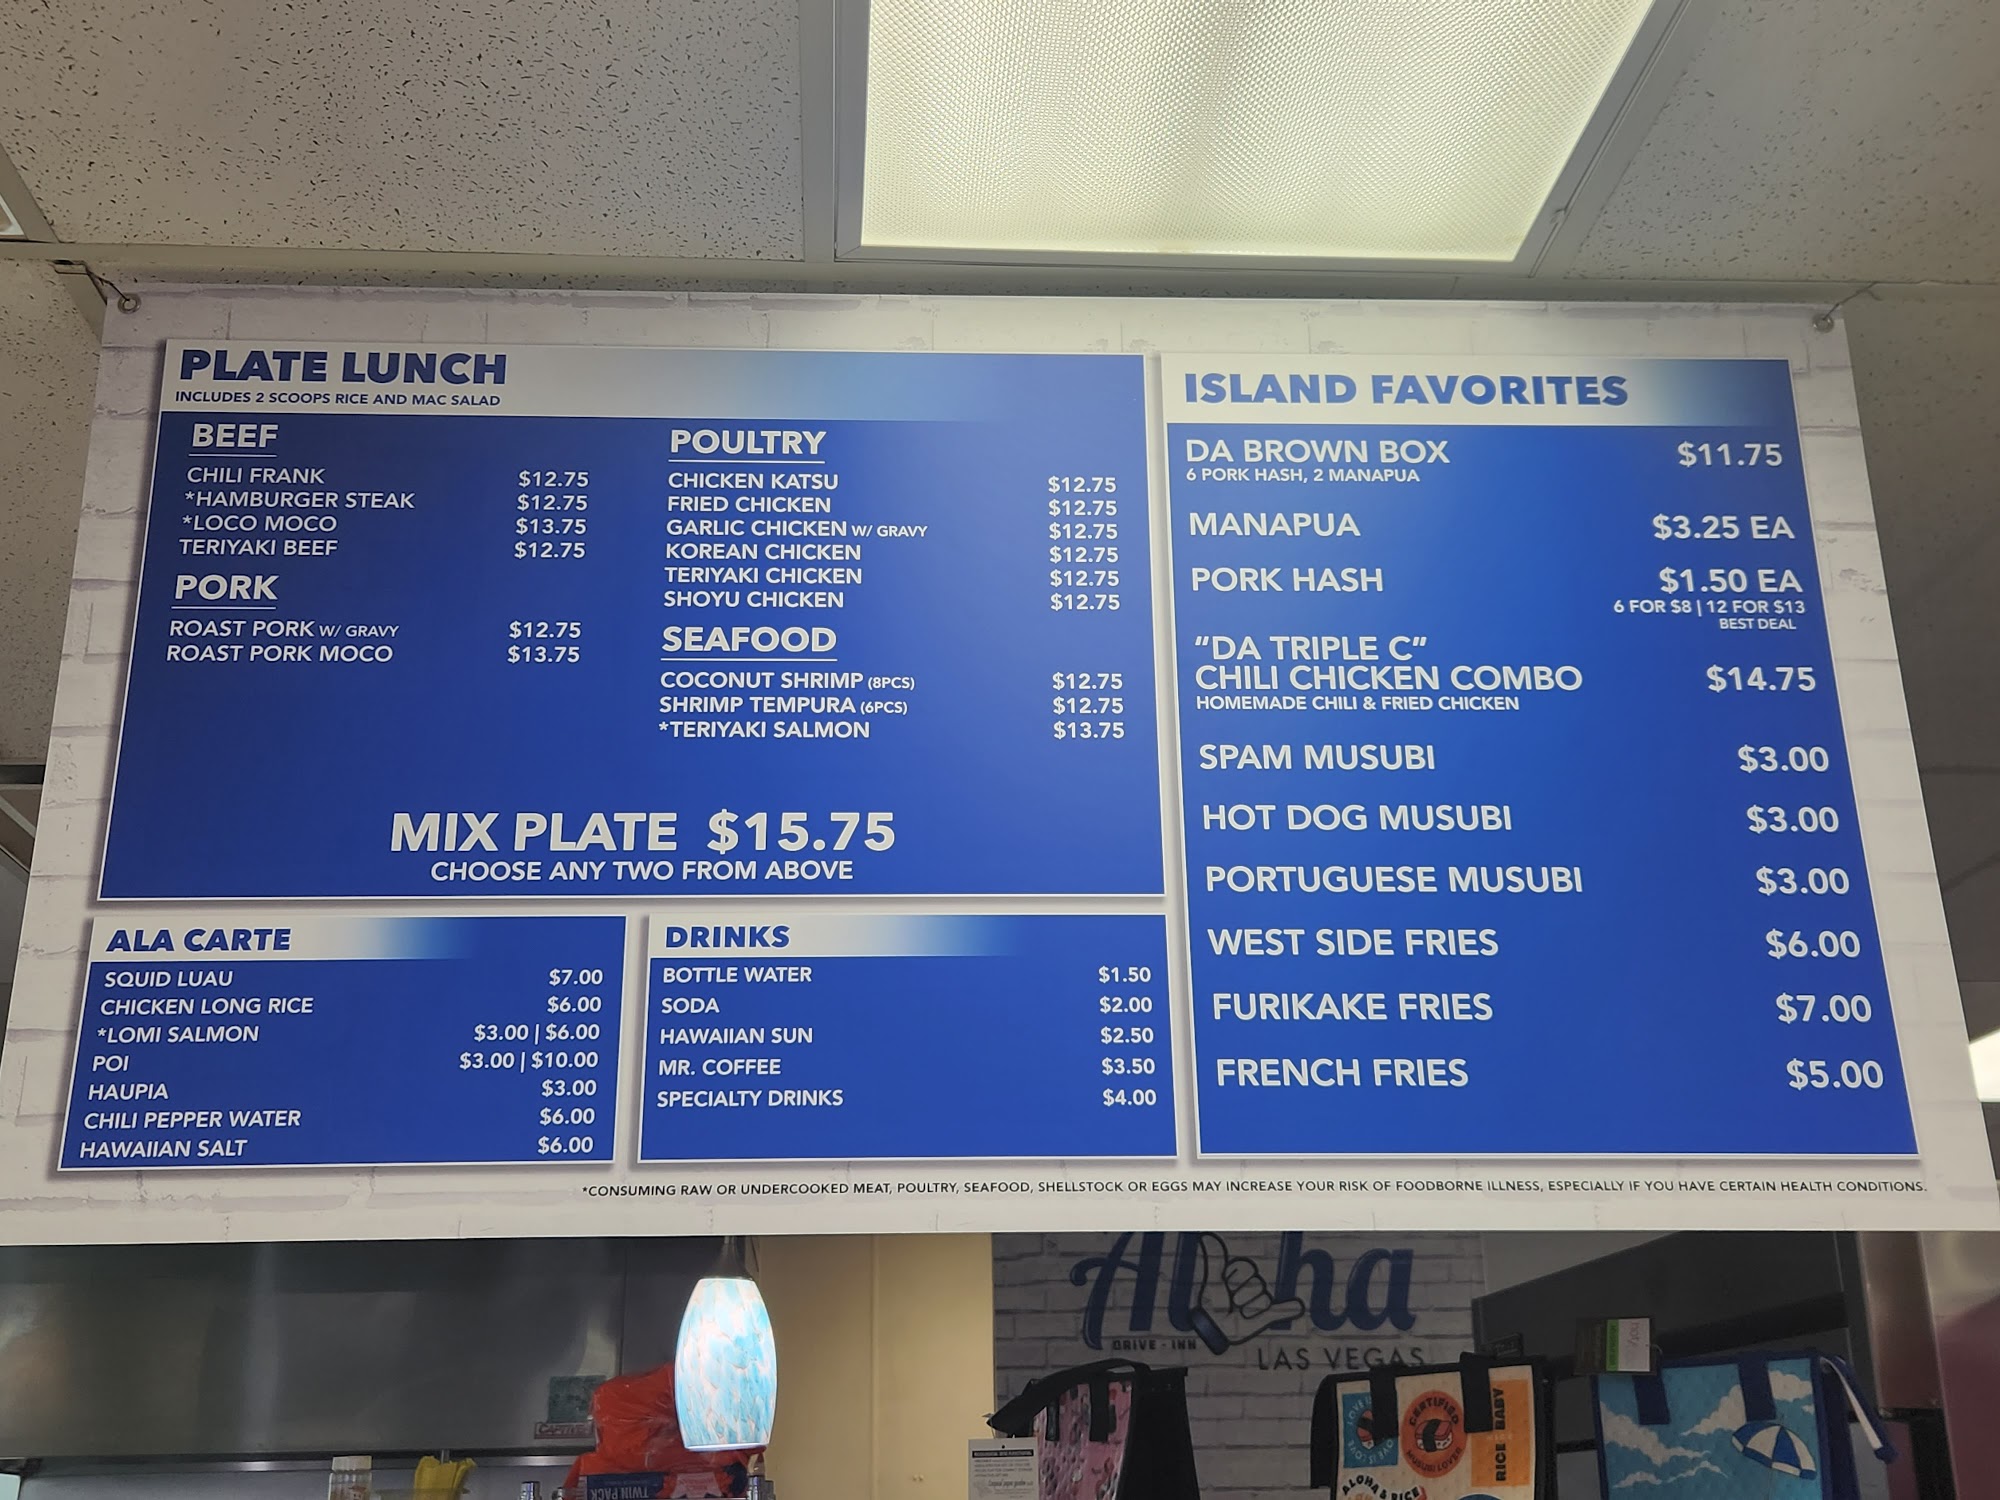 PLATE LUNCH
INCLUDES 2 SCOOPS RICE AND MAC SALAD
BEEF
CHILI FRANK $12.75
*HAMBURGER STEAK $12.75
*LOCO MOCO $13.75
TERIYAKI BEEF $12.75
PORK
ROAST PORK W/ GRAVY $12.75
ROAST PORK MOCO $13.75
POULTRY
CHICKEN KATSU $12.75
FRIED CHICKEN $12.75
GARLIC CHICKEN W/ GRAVY $12.75
KOREAN CHICKEN $12.75
TERIYAKI CHICKEN $12.75
SHOYU CHICKEN $12.75
SEAFOOD
COCONUT SHRIMP (8PCS) $12.75
SHRIMP TEMPURA (6PCS) $12.75
*TERIYAKI SALMON $13.75
MIX PLATE $15.75
CHOOSE ANY TWO FROM ABOVE
ALA CARTE
SQUID LUAU $7.00
CHICKEN LONG RICE $6.00
*LOMI SALMON $3.00 | $6.00
POI $3.00 | $10.00
HAUPIA $3.00
CHILI PEPPER WATER $6.00
HAWAIIAN SALT $6.00
DRINKS
BOTTLE WATER $1.50
SODA $2.00
HAWAIIAN SUN $2.50
MR. COFFEE $3.50
SPECIALTY DRINKS $4.00
ISLAND FAVORITES
DA BROWN BOX $11.75
6 PORK HASH, 2 MANAPUA
MANAPUA $3.25 EA
PORK HASH $1.50 EA
6 FOR $8 | 12 FOR $13
BEST DEAL
"DA TRIPLE C"
CHILI CHICKEN COMBO $14.75
HOMEMADE CHILI & FRIED CHICKEN
SPAM MUSUBI $3.00
HOT DOG MUSUBI $3.00
PORTUGUESE MUSUBI $3.00
WEST SIDE FRIES $6.00
FURIKAKE FRIES $7.00
FRENCH FRIES $5.00
*CONSUMING RAW OR UNDERCOOKED MEAT, POULTRY, SEAFOOD, SHELLSTOCK OR EGGS MAY INCREASE YOUR RISK OF FOODBORNE ILLNESS, ESPECIALLY IF YOU HAVE CERTAIN HEALTH CONDITIONS.
Aloha
DRIVE-INN
LAS VEGAS
CERTIFIED
MUSUBI LOVER
RICE BABY
ALOHA & RICE
TWIN PACK